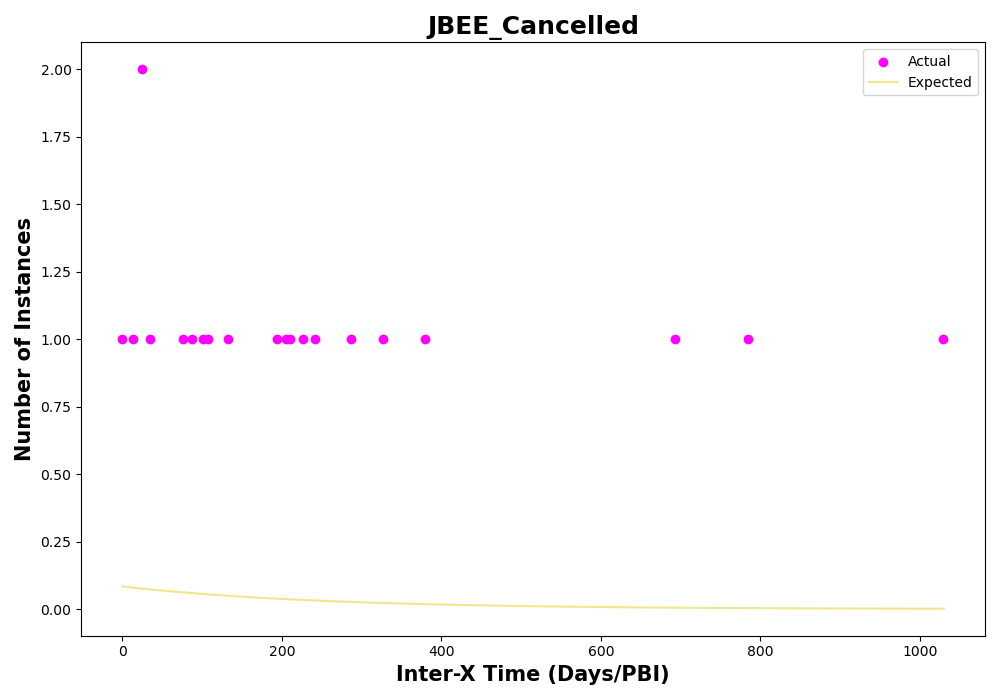 JBEE_Cancelled
Actual
Expected
Number of Instances
2.00
1.75
1.50
1.25
1.00
0.75
0.50
0.25
0.00
0 200 400 600 800 1000
Inter-X Time (Days/PBI)